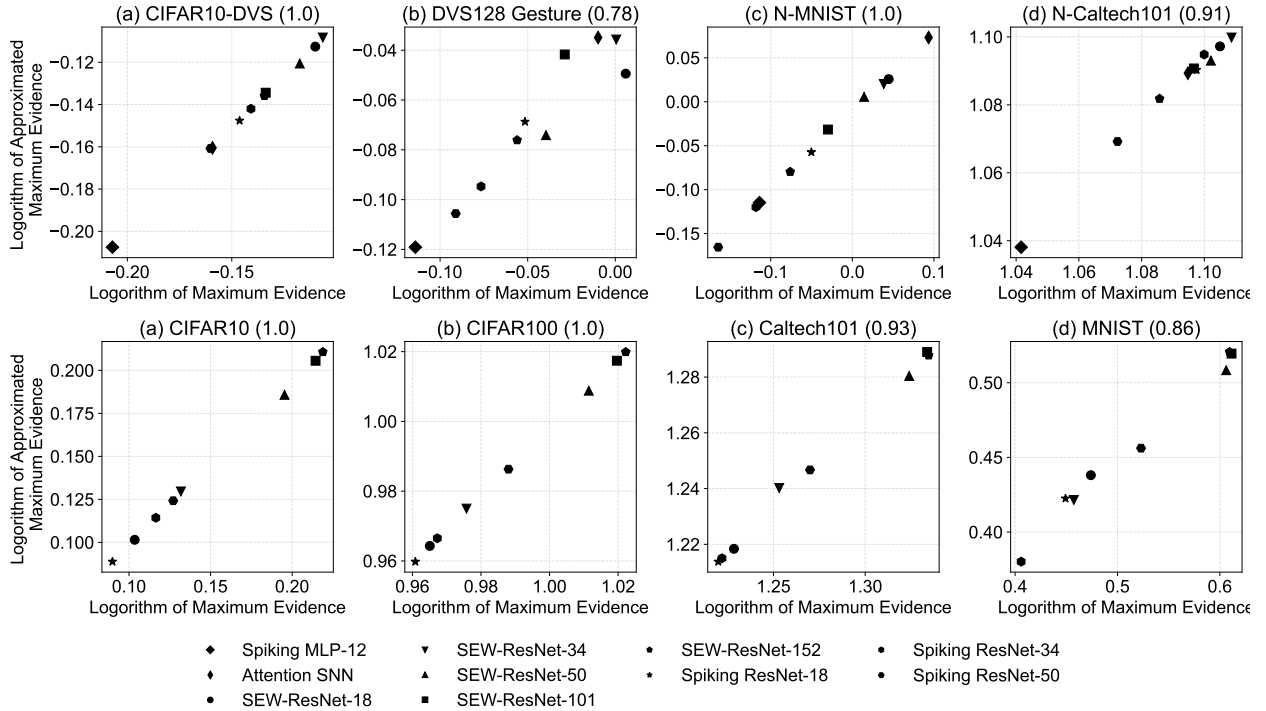 (a) CIFAR10-DVS (1.0)
(b) DVS128 Gesture (0.78)
(c) N-MNIST (1.0)
(d) N-Caltech101 (0.91)
Logorithm of Approximated
Maximum Evidence
−0.12
−0.14
−0.16
−0.18
−0.20
−0.20
−0.15
Logorithm of Maximum Evidence
−0.04
−0.06
−0.08
−0.10
−0.12
−0.10
−0.05
0.00
Logorithm of Maximum Evidence
0.05
0.00
−0.05
−0.10
−0.15
−0.1
0.0
0.1
Logorithm of Maximum Evidence
1.10
1.08
1.06
1.04
1.04
1.06
1.08
1.10
Logorithm of Maximum Evidence
(a) CIFAR10 (1.0)
(b) CIFAR100 (1.0)
(c) Caltech101 (0.93)
(d) MNIST (0.86)
Logorithm of Approximated
Maximum Evidence
0.200
0.175
0.150
0.125
0.100
0.10
0.15
0.20
Logorithm of Maximum Evidence
1.02
1.00
0.98
0.96
0.96
0.98
1.00
1.02
Logorithm of Maximum Evidence
1.28
1.26
1.24
1.22
1.25
1.30
Logorithm of Maximum Evidence
0.50
0.45
0.40
0.4
0.5
0.6
Logorithm of Maximum Evidence
Spiking MLP-12
Attention SNN
SEW-ResNet-18
SEW-ResNet-34
SEW-ResNet-50
SEW-ResNet-101
SEW-ResNet-152
Spiking ResNet-18
Spiking ResNet-34
Spiking ResNet-50